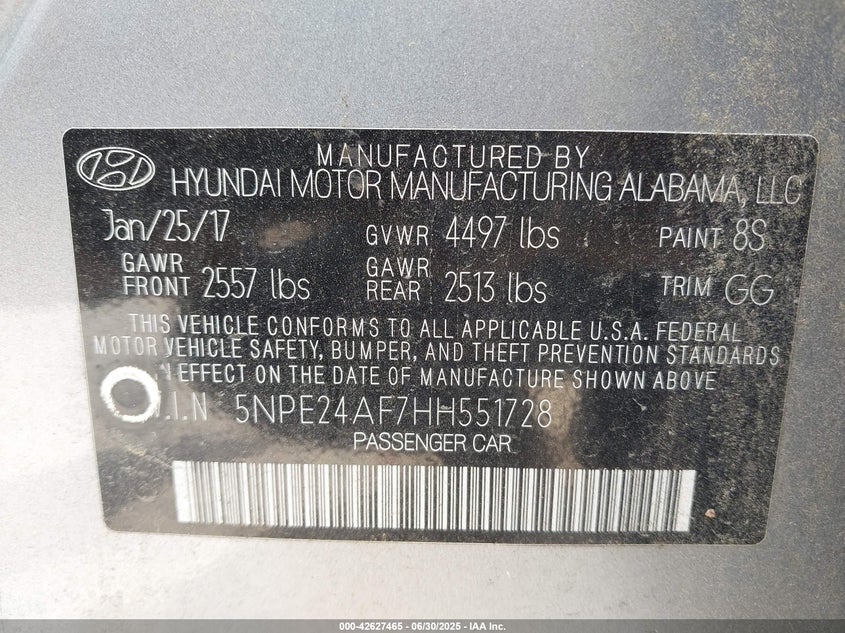 MANUFACTURED BY
HYUNDAI MOTOR MANUFACTURING ALABAMA, LLC
Jan/25/17 GVWR 4497 lbs PAINT 8S
GAWR FRONT 2557 lbs GAWR REAR 2513 lbs TRIM GG
THIS VEHICLE CONFORMS TO ALL APPLICABLE U.S.A. FEDERAL
MOTOR VEHICLE SAFETY, BUMPER, AND THEFT PREVENTION STANDARDS
N EFFECT ON THE DATE OF MANUFACTURE SHOWN ABOVE
V.I.N 5NPE24AF7HH551728
PASSENGER CAR
000-42627465 - 06/30/2025 - IAA Inc.